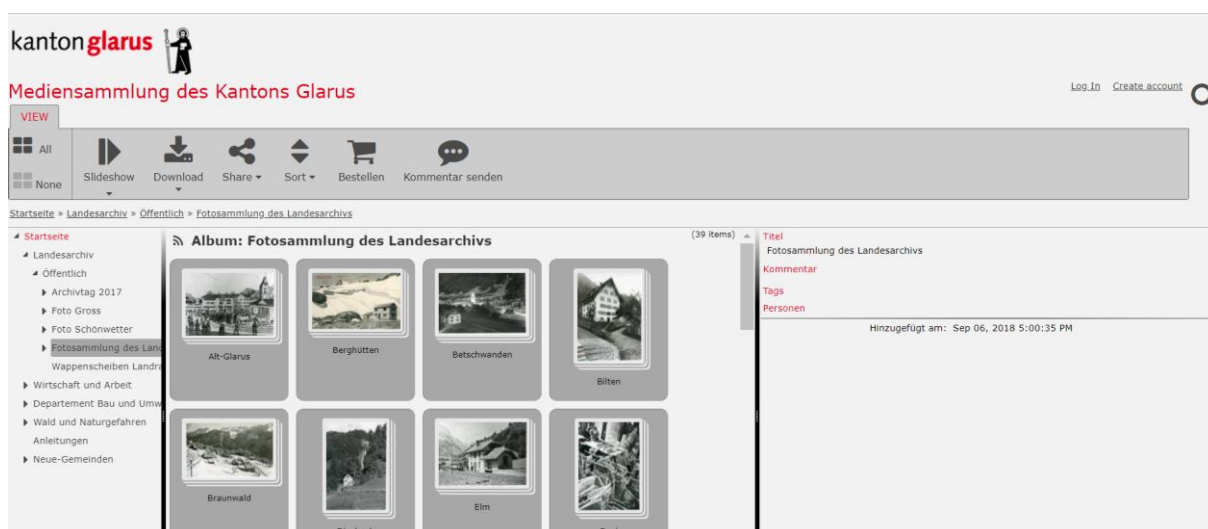 kanton glarus
Mediensammlung des Kantons Glarus
Log In Create account
VIEW
All
None
Slideshow
Download
Share
Sort
Bestellen
Kommentar senden
Startseite » Landesarchiv » Öffentlich » Fotosammlung des Landesarchivs
Startseite
Landesarchiv
Öffentlich
Archivtag 2017
Foto Gross
Foto Schönwetter
Fotosammlung des Land
Wappenscheiben Landra
Wirtschaft und Arbeit
Departement Bau und Umw
Wald und Naturgefahren
Anleitungen
Neue-Gemeinden
Album: Fotosammlung des Landesarchivs
(39 items)
Alt-Glarus
Berghütten
Betschwanden
Bilten
Braunwald
Elm
Titel
Fotosammlung des Landesarchivs
Kommentar
Tags
Personen
Hinzugefügt am: Sep 06, 2018 5:00:35 PM